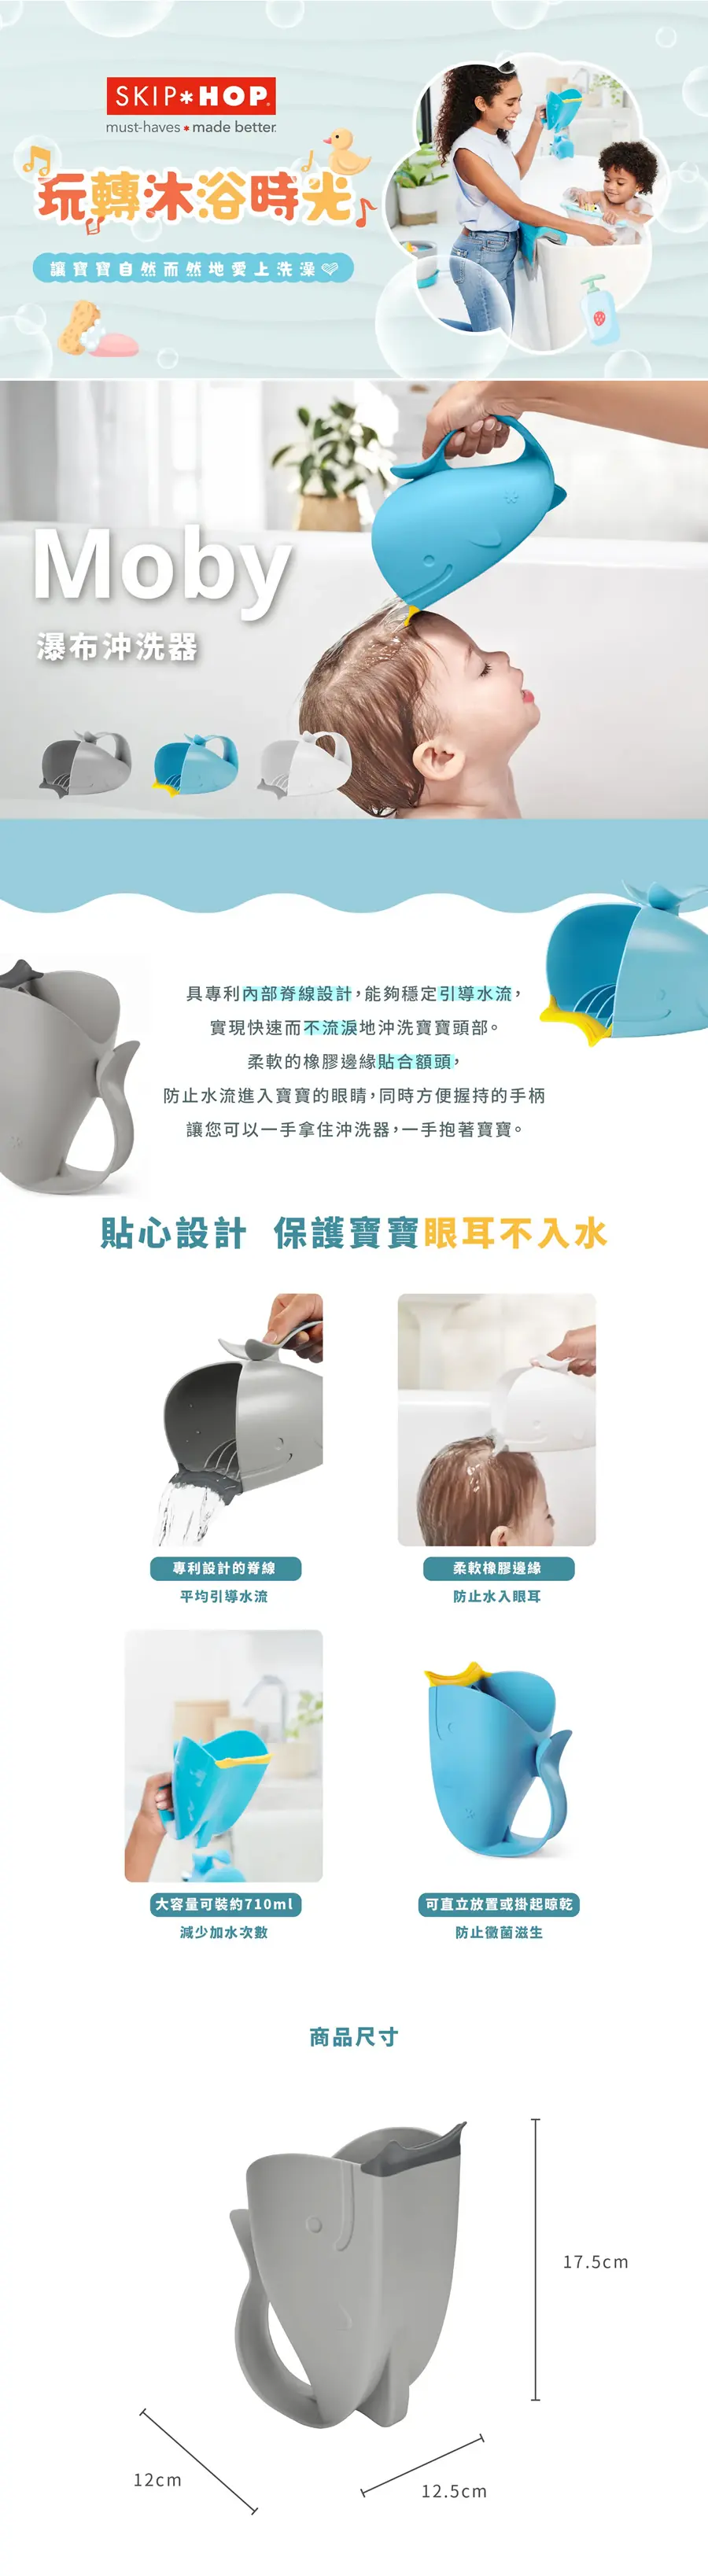 SKIP*HOP
must-haves * made better.
玩轉沐浴時光
讓寶寶自然而然地愛上洗澡
Moby
瀑布沖洗器
具專利內部脊線設計,能夠穩定引導水流,
實現快速而不流淚地沖洗寶寶頭部。
柔軟的橡膠邊緣貼合額頭,
防止水流進入寶寶的眼睛,同時方便握持的手柄
讓您可以一手拿住沖洗器,一手抱著寶寶。
貼心設計 保護寶寶眼耳不入水
專利設計的脊線
平均引導水流
柔軟橡膠邊緣
防止水入眼耳
大容量可裝約710ml
減少加水次數
可直立放置或掛起晾乾
防止黴菌滋生
商品尺寸
17.5cm
12cm
12.5cm